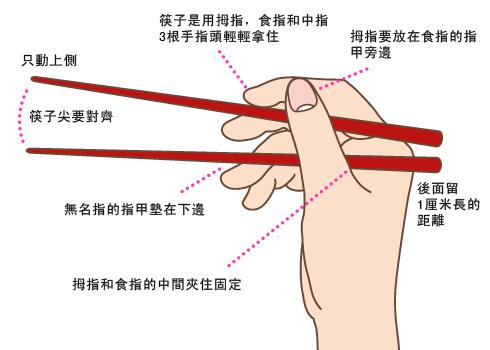 筷子是用拇指，食指和中指
3根手指頭輕輕拿住
拇指要放在食指的指
甲旁邊
只動上側
筷子尖要對齊
無名指的指甲墊在下邊
後面留
1厘米長的
距離
拇指和食指的中間夾住固定